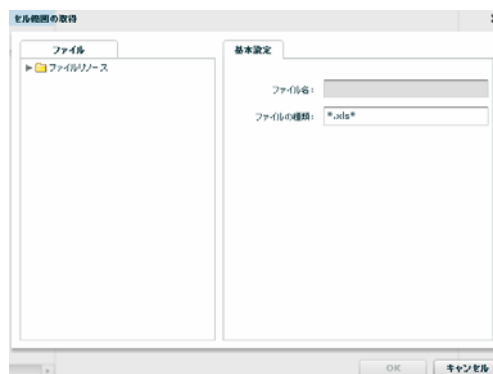 セル範囲の取得
ファイル
ファイルリソース
基本設定
ファイル名:
ファイルの種類: *.xls*
OK キャンセル